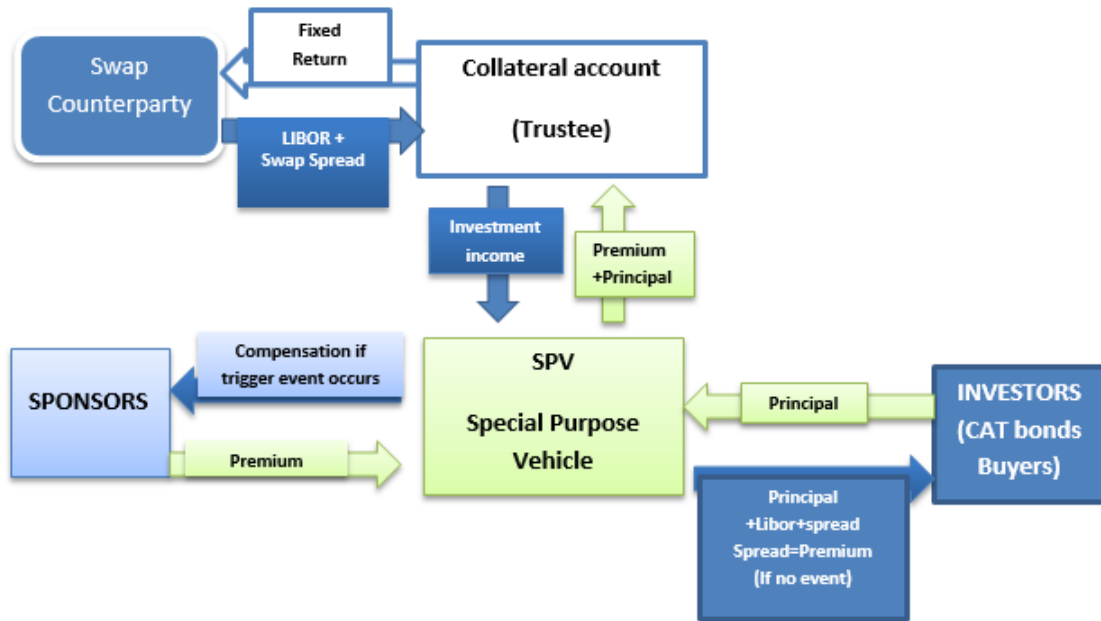 Fixed
Return
Swap
Counterparty
Collateral account
(Trustee)
LIBOR +
Swap Spread
Investment
income
Premium
+Principal
Compensation if
trigger event occurs
SPONSORS
Premium
SPV
Special Purpose
Vehicle
Principal
INVESTORS
(CAT bonds
Buyers)
Principal
+Libor+spread
Spread=Premium
(If no event)